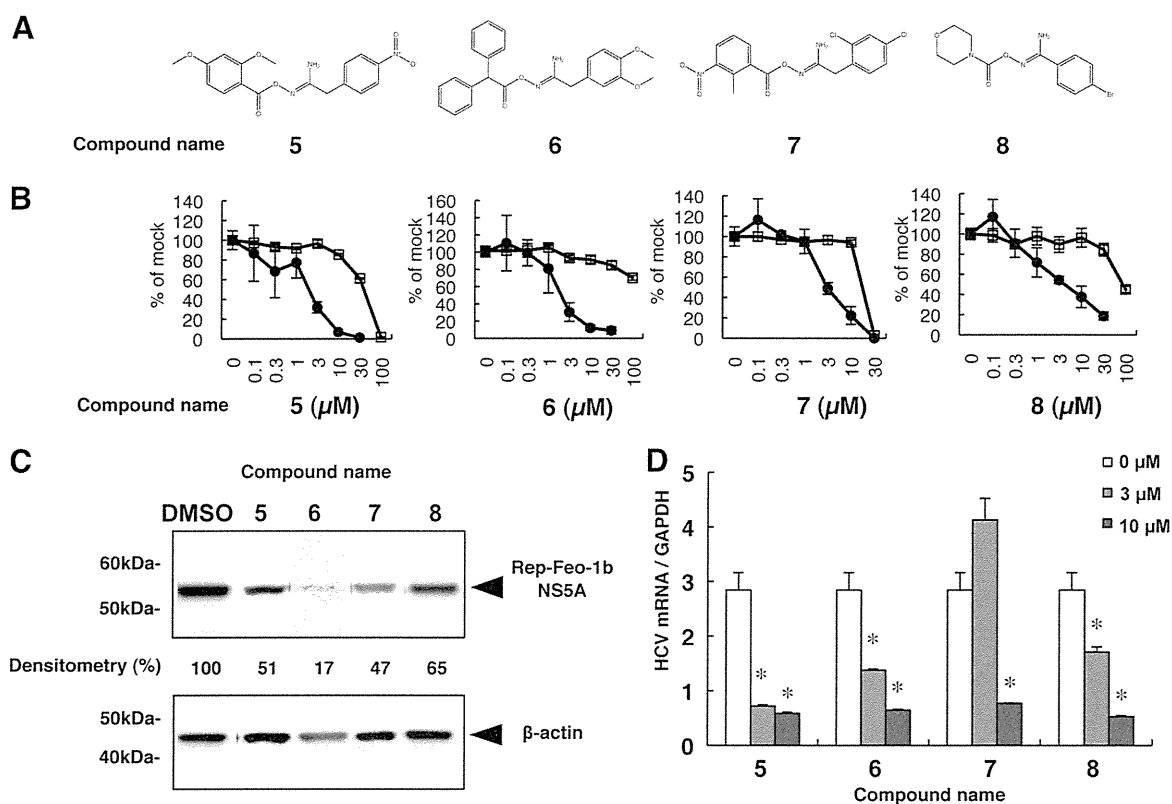 A
Compound name 5 6 7 8
B
% of mock
140
120
100
80
60
40
20
0
0 0.1 0.3 1 3 10 30 100
% of mock
160
140
120
100
80
60
40
20
0
0 0.1 0.3 1 3 10 30 100
% of mock
140
120
100
80
60
40
20
0
0 0.1 0.3 1 3 10 30
% of mock
140
120
100
80
60
40
20
0
0 0.1 0.3 1 3 10 30 100
Compound name 5 (µM) 6 (µM) 7 (µM) 8 (µM)
C
Compound name
DMSO 5 6 7 8
60kDa-
50kDa-
Rep-Feo-1b
NS5A
Densitometry (%) 100 51 17 47 65
50kDa-
40kDa-
β-actin
D
HCV mRNA / GAPDH
5
4
3
2
1
0
0 µM
3 µM
10 µM
* * * * * * *
5 6 7 8
Compound name